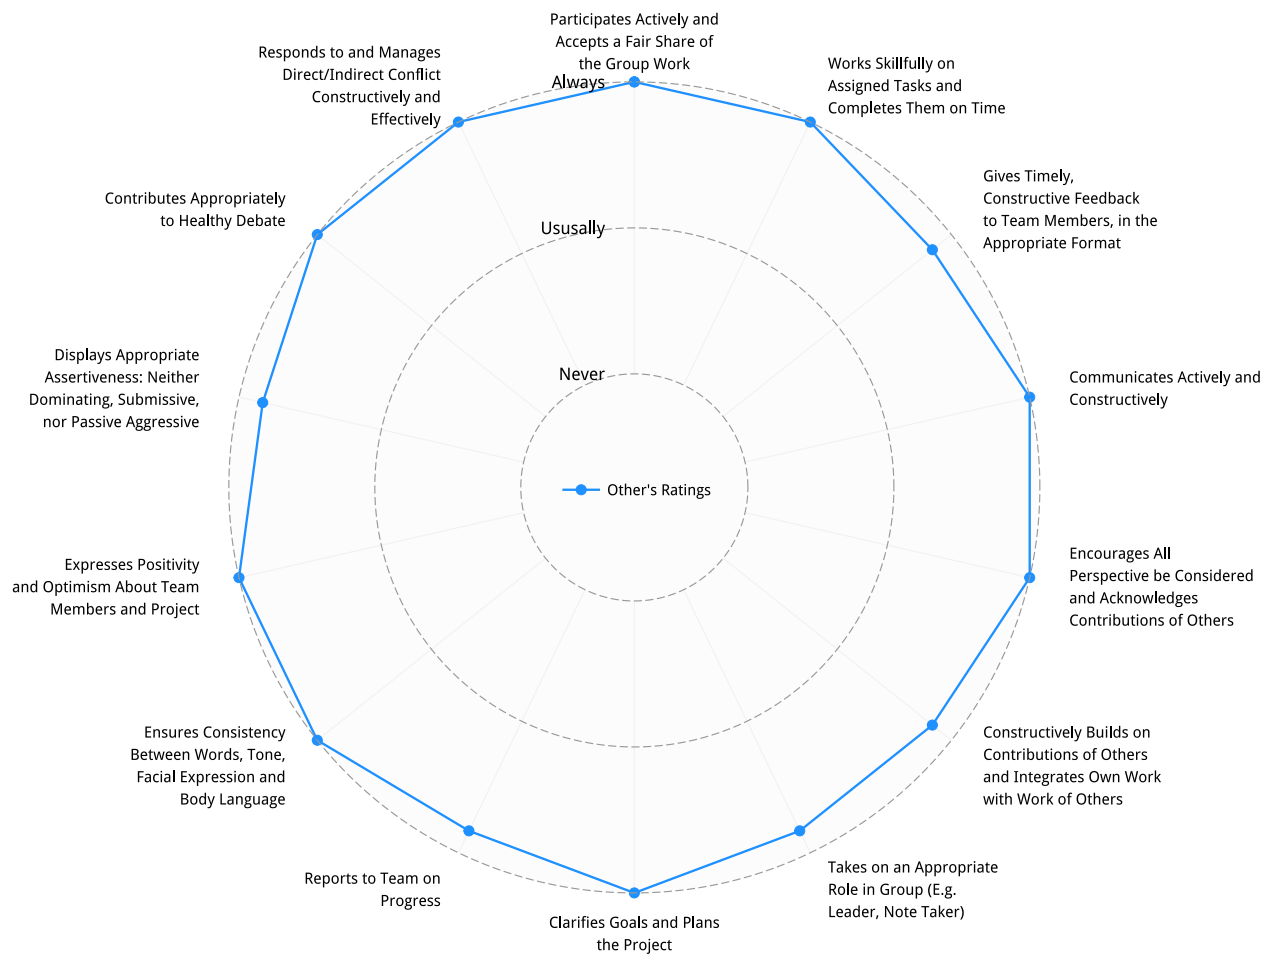 Participates Actively and
Accepts a Fair Share of
the Group Work
Works Skillfully on
Assigned Tasks and
Completes Them on Time
Gives Timely,
Constructive Feedback
to Team Members, in the
Appropriate Format
Communicates Actively and
Constructively
Encourages All
Perspective be Considered
and Acknowledges
Contributions of Others
Constructively Builds on
Contributions of Others
and Integrates Own Work
with Work of Others
Takes on an Appropriate
Role in Group (E.g.
Leader, Note Taker)
Clarifies Goals and Plans
the Project
Reports to Team on
Progress
Ensures Consistency
Between Words, Tone,
Facial Expression and
Body Language
Expresses Positivity
and Optimism About Team
Members and Project
Displays Appropriate
Assertiveness: Neither
Dominating, Submissive,
nor Passive Aggressive
Contributes Appropriately
to Healthy Debate
Responds to and Manages
Direct/Indirect Conflict
Constructively and
Effectively
Always
Ususally
Never
Other's Ratings